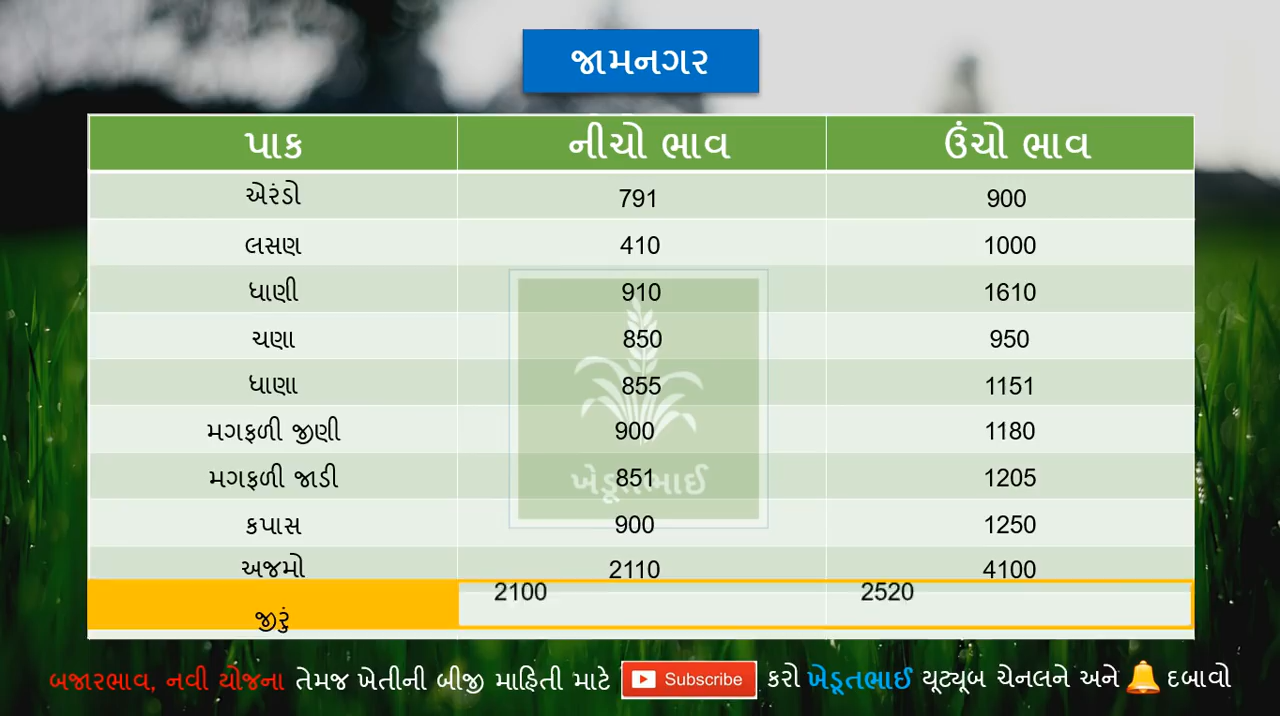 જામનગર
પાક નીચો ભાવ ઉંચો ભાવ
એરંડો 791 900
લસણ 410 1000
ધાણી 910 1610
ચણા 850 950
ધાણા 855 1151
મગફળી જીણી 900 1180
મગફળી જાડી 851 1205
કપાસ 900 1250
અજમો 2110 4100
જીરું 2100 2520
ખેડૂતભાઈ
બજારભાવ, નવી યોજના તેમજ ખેતીની બીજી માહિતી માટે Subscribe કરો ખેડૂતભાઈ યૂટ્યૂબ ચેનલને અને દબાવો